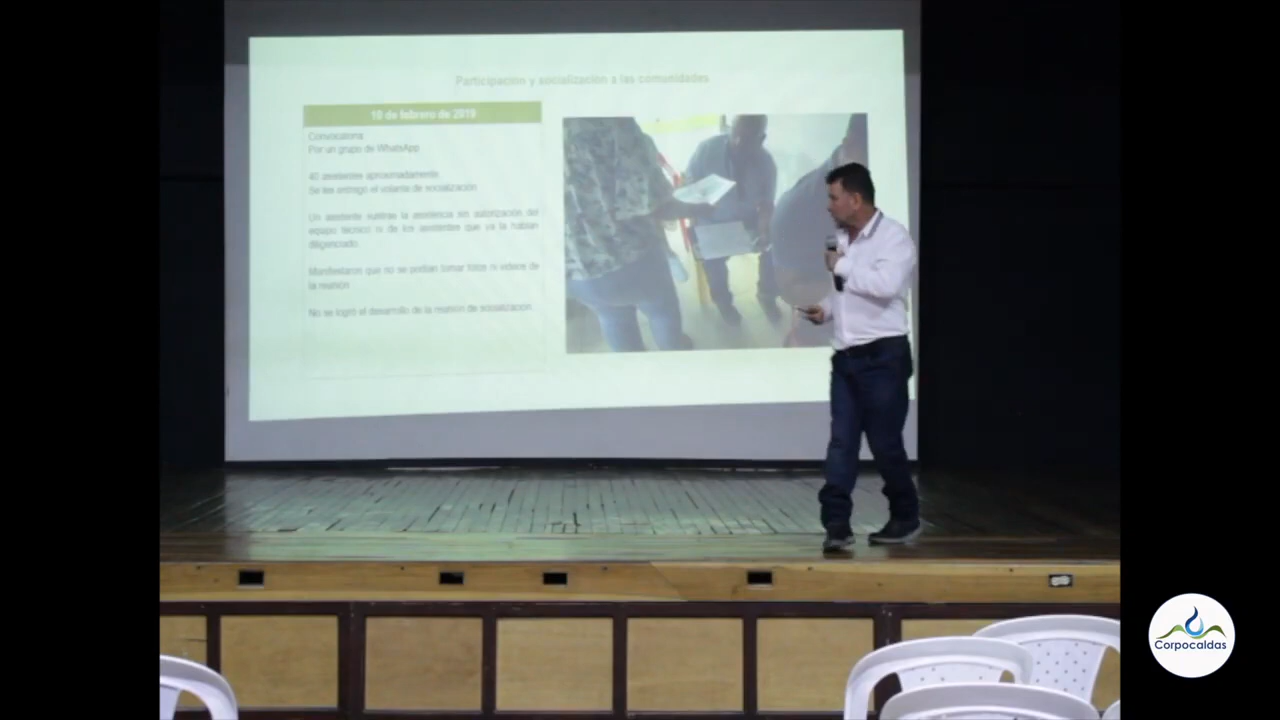 Participación y socialización a las comunidades
10 de febrero de 2019
Convocatoria
Por un grupo de WhatsApp
40 asistentes aproximadamente.
Se les entregó el volante de socialización
Un asistente sustrae la asistencia sin autorización del
equipo técnico ni de los asistentes que ya la habían
diligenciado.
Manifestaron que no se podían tomar fotos ni videos de
la reunión
No se logró el desarrollo de la reunión de socialización.
Corpocaldas